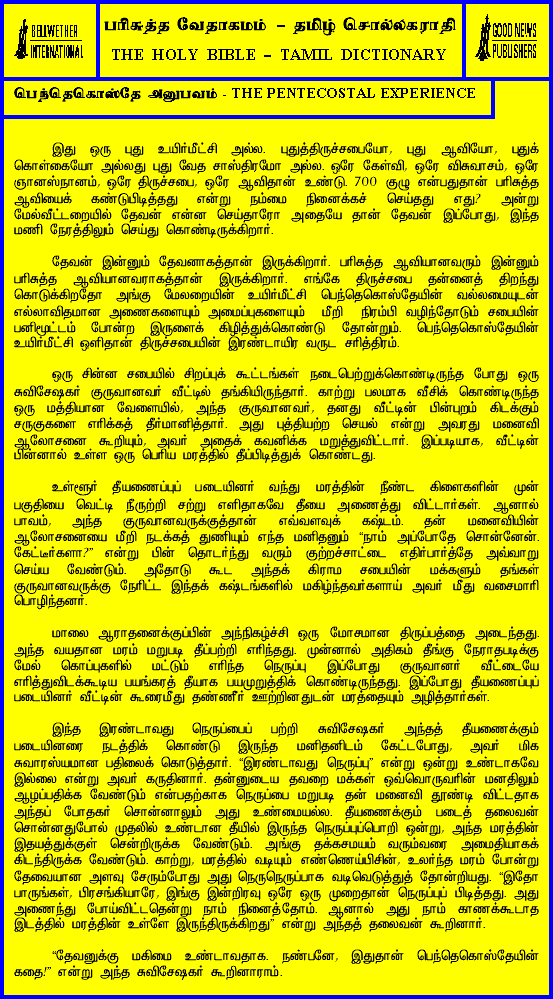 BELLWETHER
INTERNATIONAL
பரிசுத்த வேதாகமம் – தமிழ் சொல்லகராதி
THE HOLY BIBLE – TAMIL DICTIONARY
GOOD NEWS
PUBLISHERS
பெந்தெகொஸ்தே அனுபவம் - THE PENTECOSTAL EXPERIENCE
இது ஒரு புது உயிர்மீட்சி அல்ல. புதுத்திருச்சபையோ, புது ஆவியோ, புதுக்
கொள்கையோ அல்லது புது வேத சாஸ்திரமோ அல்ல. ஒரே கேள்வி, ஒரே விசுவாசம், ஒரே
ஞானஸ்நானம், ஒரே திருச்சபை, ஒரே ஆவிதான் உண்டு. 700 குழு என்பதுதான் பரிசுத்த
ஆவியைக் கண்டுபிடித்தது என்று நம்மை நினைக்கச் செய்தது எது? அன்று
மேல்வீட்டறையில் தேவன் என்ன செய்தாரோ அதையே தான் தேவன் இப்போது, இந்த
மணி நேரத்திலும் செய்து கொண்டிருக்கிறார்.
தேவன் இன்னும் தேவனாகத்தான் இருக்கிறார். பரிசுத்த ஆவியானவரும் இன்னும்
பரிசுத்த ஆவியானவராகத்தான் இருக்கிறார். எங்கே திருச்சபை தன்னைத் திறந்து
கொடுக்கிறதோ அங்கு மேலறையின் உயிர்மீட்சி பெந்தெகொஸ்தேயின் வல்லமையுடன்
எல்லாவிதமான அணைகளையும் அமைப்புகளையும் மீறி நிரம்பி வழிந்தோடும் சபையின்
பனிமூட்டம் போன்ற இருளைக் கிழித்துக்கொண்டு தோன்றும். பெந்தெகொஸ்தேயின்
உயிர்மீட்சி ஒளிதான் திருச்சபையின் இரண்டாயிர வருட சரித்திரம்.
ஒரு சின்ன சபையில் சிறப்புக் கூட்டங்கள் நடைபெற்றுக்கொண்டிருந்த போது ஒரு
சுவிசேஷகர் குருவானவர் வீட்டில் தங்கியிருந்தார். காற்று பலமாக வீசிக் கொண்டிருந்த
ஒரு மத்தியான வேளையில், அந்த குருவானவர், தனது வீட்டின் பின்புறம் கிடக்கும்
சருகுகளை எரிக்கத் தீர்மானித்தார். அது புத்தியற்ற செயல் என்று அவரது மனைவி
ஆலோசனை கூறியும், அவர் அதைக் கவனிக்க மறுத்துவிட்டார். இப்படியாக, வீட்டின்
பின்னால் உள்ள ஒரு பெரிய மரத்தில் தீப்பிடித்துக் கொண்டது.
உள்ளூர் தீயணைப்புப் படையினர் வந்து மரத்தின் நீண்ட கிளைகளின் முன்
பகுதியை வெட்டி நீருற்றி சற்று எளிதாகவே தீயை அணைத்து விட்டார்கள். ஆனால்
பாவம், அந்த குருவானவருக்குத்தான் எவ்வளவுக் கஷ்டம். தன் மனைவியின்
ஆலோசனையை மீறி நடக்கத் துணியும் எந்த மனிதனும் “நாம் அப்போதே சொன்னேன்.
கேட்டீர்களா?” என்று பின் தொடர்ந்து வரும் குற்றச்சாட்டை எதிர்பார்த்தே அவ்வாறு
செய்ய வேண்டும். அதோடு கூட அந்தக் கிராம சபையின் மக்களும் தங்கள்
குருவானவருக்கு நேரிட்ட இந்தக் கஷ்டங்களில் மகிழ்ந்தவர்களாய் அவர் மீது வசைமாரி
பொழிந்தனர்.
மாலை ஆராதனைக்குப்பின் அந்நிகழ்ச்சி ஒரு மோசமான திருப்பத்தை அடைந்தது.
அந்த வயதான மரம் மறுபடி தீப்பற்றி எரிந்தது. முன்னால் அதிகம் தீங்கு நேராதபடிக்கு
மேல் கொப்புகளில் மட்டும் எரிந்த நெருப்பு இப்போது குருவானர் வீட்டையே
எரித்துவிடக்கூடிய பயங்கரத் தீயாக பயமுறுத்திக் கொண்டிருந்தது. இப்போது தீயணைப்புப்
படையினர் வீட்டின் கூரைமீது தண்ணீர் ஊற்றினதுடன் மரத்தையும் அழித்தார்கள்.
இந்த இரண்டாவது நெருப்பைப் பற்றி சுவிசேஷகர் அந்தத் தீயணைக்கும்
படையினரை நடத்திக் கொண்டு இருந்த மனிதனிடம் கேட்டபோது, அவர் மிக
சுவாரஸ்யமான பதிலைக் கொடுத்தார். “இரண்டாவது நெருப்பு” என்று ஒன்று உண்டாகவே
இல்லை என்று அவர் கருதினார். தன்னுடைய தவறை மக்கள் ஒவ்வொருவரின் மனதிலும்
ஆழப்பதிக்க வேண்டும் என்பதற்காக நெருப்பை மறுபடி தன் மனைவி தூண்டி விட்டதாக
அந்தப் போதகர் சொன்னாலும் அது உண்மையல்ல. தீயணைக்கும் படைத் தலைவன்
சொன்னதுபோல் முதலில் உண்டான தீயில் இருந்த நெருப்புப்பொறி ஒன்று, அந்த மரத்தின்
இதயத்துக்குள் சென்றிருக்க வேண்டும். அங்கு தக்கசமயம் வரும்வரை அமைதியாகக்
கிடந்திருக்க வேண்டும். காற்று, மரத்தில் வடியும் எண்ணெய்பிசின், உலர்ந்த மரம் போன்று
தேவையான அளவு சேரும்போது அது நெருநெருப்பாக வடிவெடுத்துத் தோன்றியது. “இதோ
பாருங்கள், பிரசங்கியாரே, இங்கு இன்றிரவு ஒரே ஒரு முறைதான் நெருப்புப் பிடித்தது. அது
அணைந்து போய்விட்டதென்று நாம் நினைத்தோம். ஆனால் அது நாம் காணக்கூடாத
இடத்தில் மரத்தின் உள்ளே இருந்திருக்கிறது” என்று அந்தத் தலைவன் கூறினார்.
“தேவனுக்கு மகிமை உண்டாவதாக. நண்பனே, இதுதான் பெந்தெகொஸ்தேயின்
கதை!” என்று அந்த சுவிசேஷகர் கூறினாராம்.